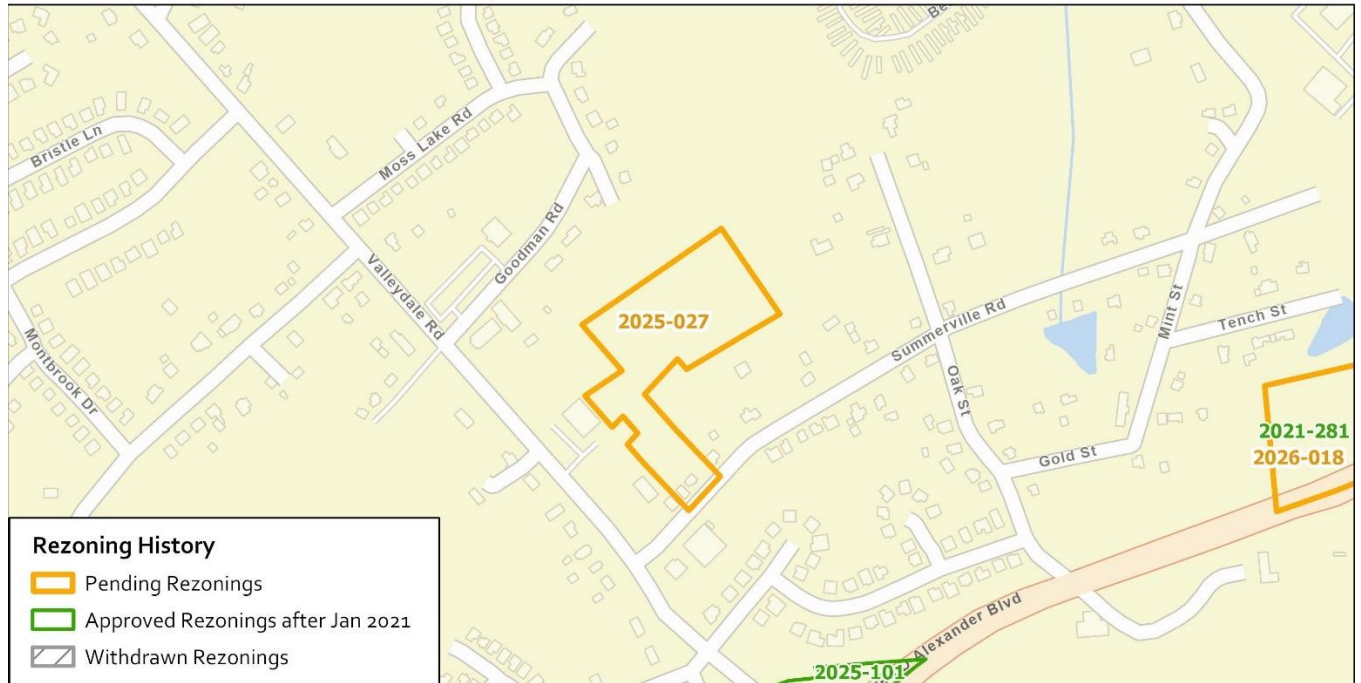 Be
Bristle Ln
Moss Lake Rd
Goodman Rd
Valleydale Rd
Montbrook Dr
2025-027
Summerville Rd
Oak St
Mint St
Tench St
Gold St
2021-281
2026-018
Alexander Blvd
2025-101
Rezoning History
Pending Rezonings
Approved Rezonings after Jan 2021
Withdrawn Rezonings